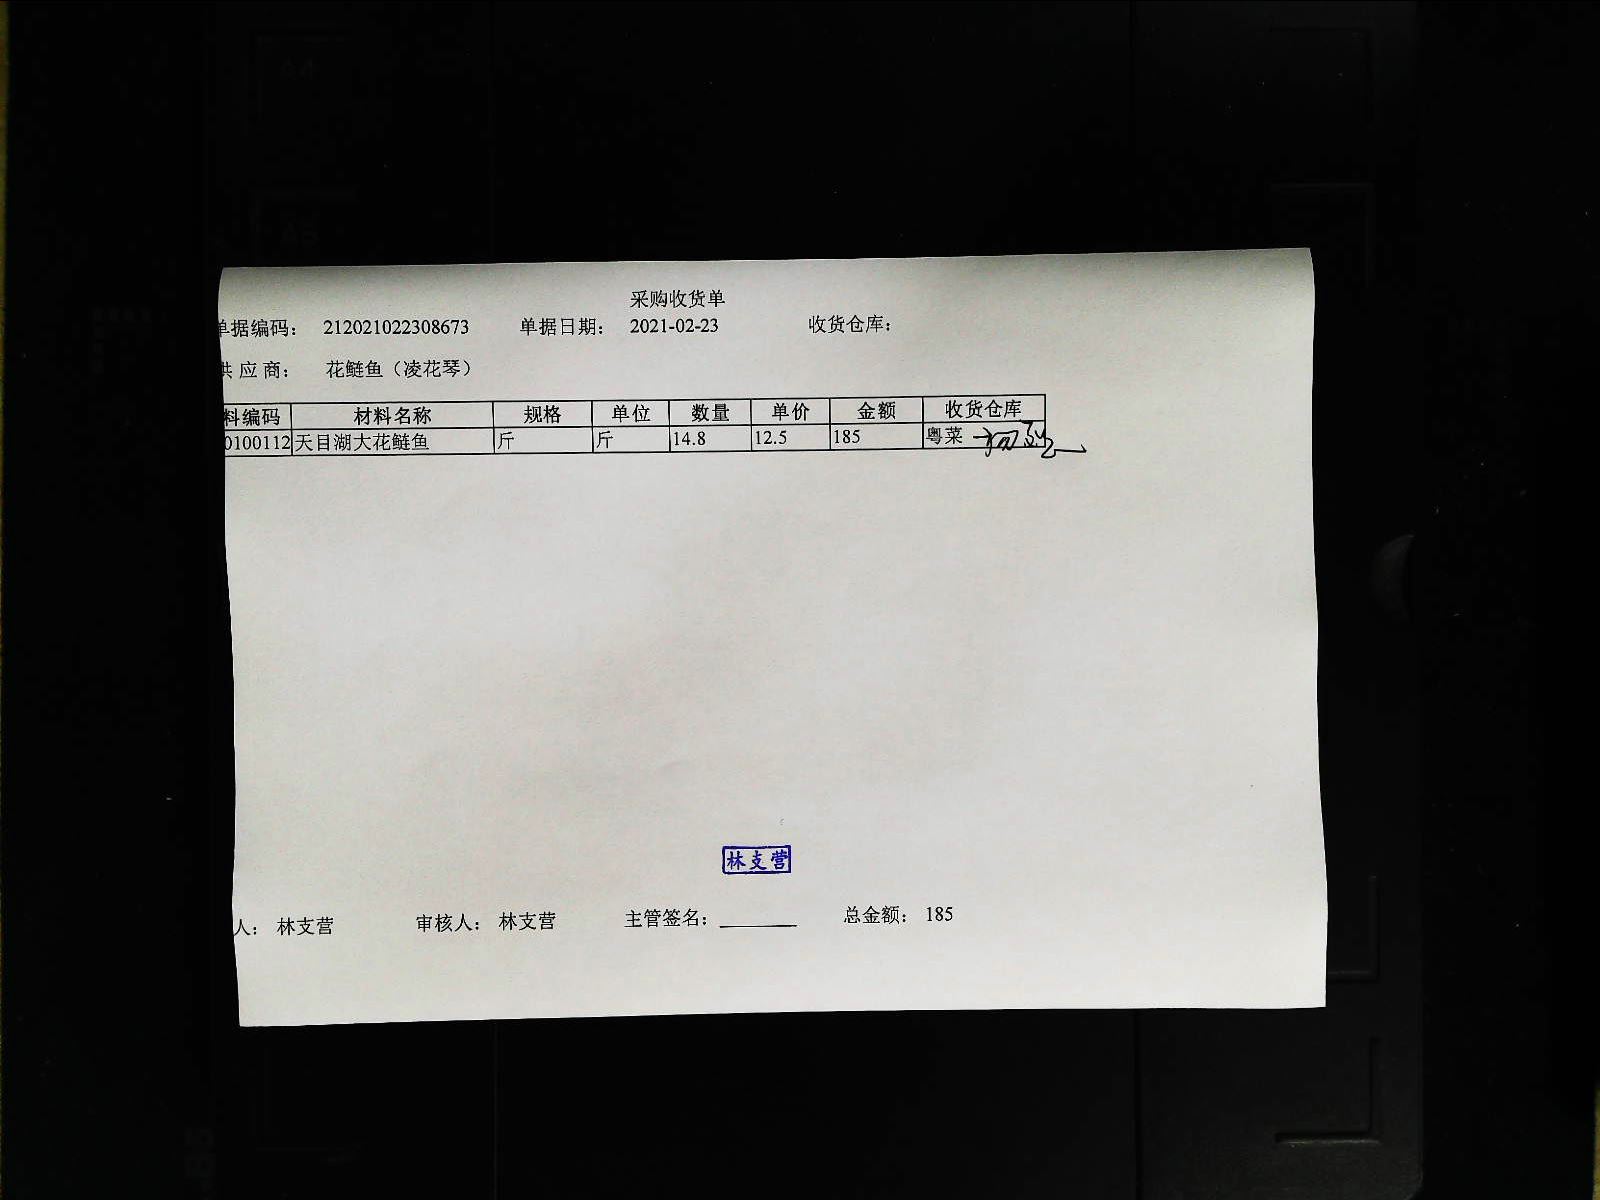 采购收货单
单据编码： 212021022308673 单据日期： 2021-02-23 收货仓库：
供应商： 花鲢鱼（凌花琴）
料编码 材料名称 规格 单位 数量 单价 金额 收货仓库
0100112 天目湖大花鲢鱼 斤 斤 14.8 12.5 185 粤菜
林支营
人： 林支营 审核人： 林支营 主管签名： 总金额： 185